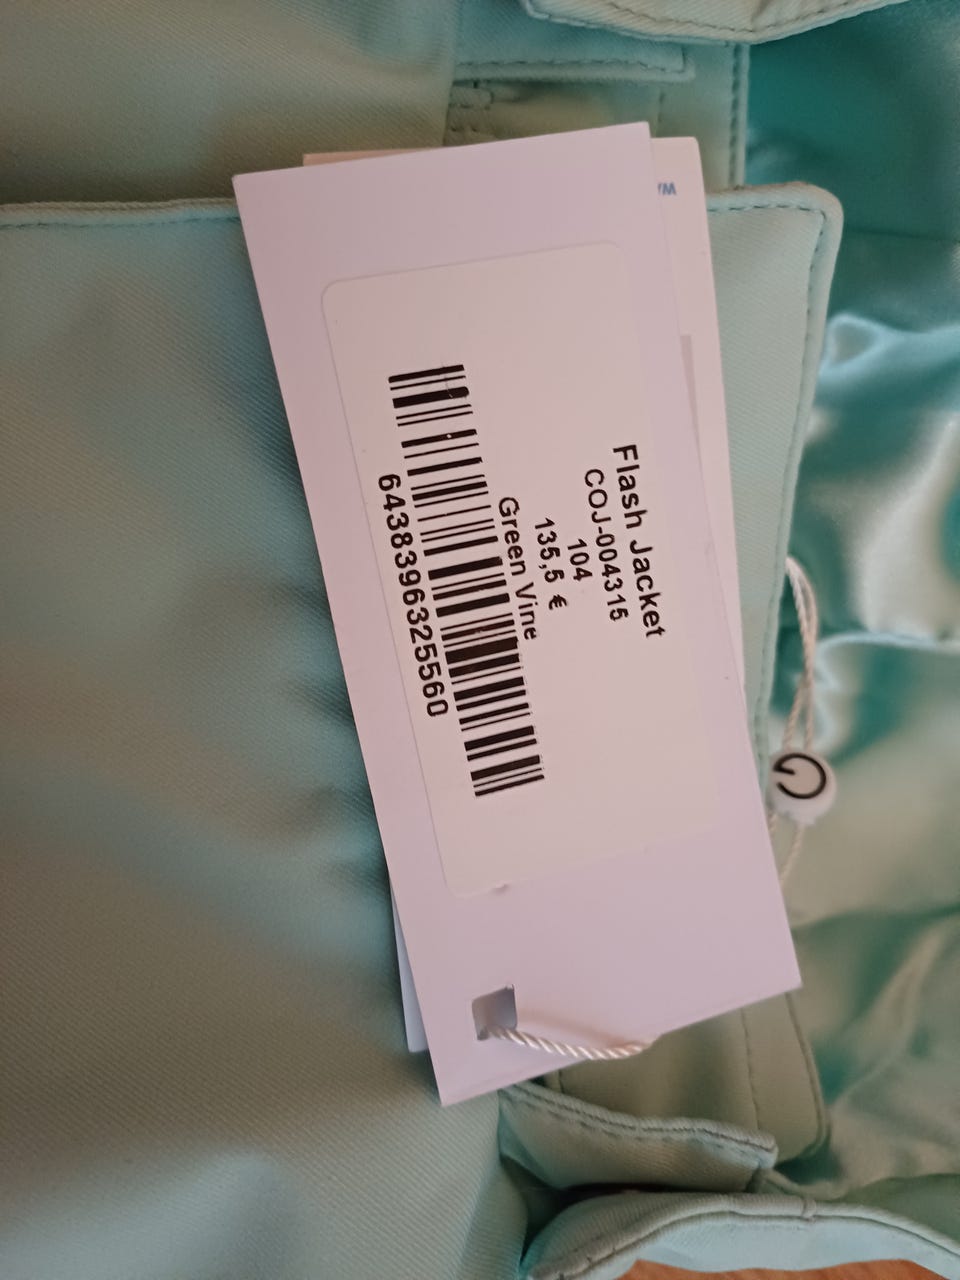 Flash Jacket
COJ-004315
104
135,5 €
Green Vine
6438396325560